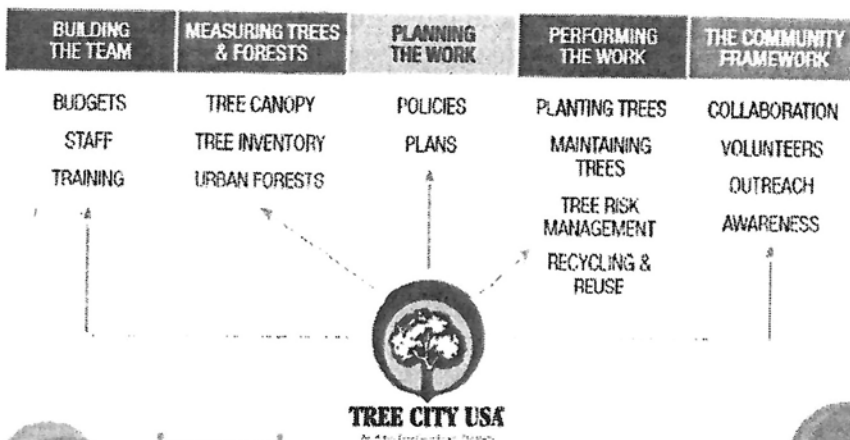 BUILDING
THE TEAM
BUDGETS
STAFF
TRAINING
MEASURING TREES
& FORESTS
TREE CANOPY
TREE INVENTORY
URBAN FORESTS
PLANNING
THE WORK
POLICIES
PLANS
PERFORMING
THE WORK
PLANTING TREES
MAINTAINING
TREES
TREE RISK
MANAGEMENT
RECYCLING &
REUSE
THE COMMUNITY
FRAMEWORK
COLLABORATION
VOLUNTEERS
OUTREACH
AWARENESS
TREE CITY USA